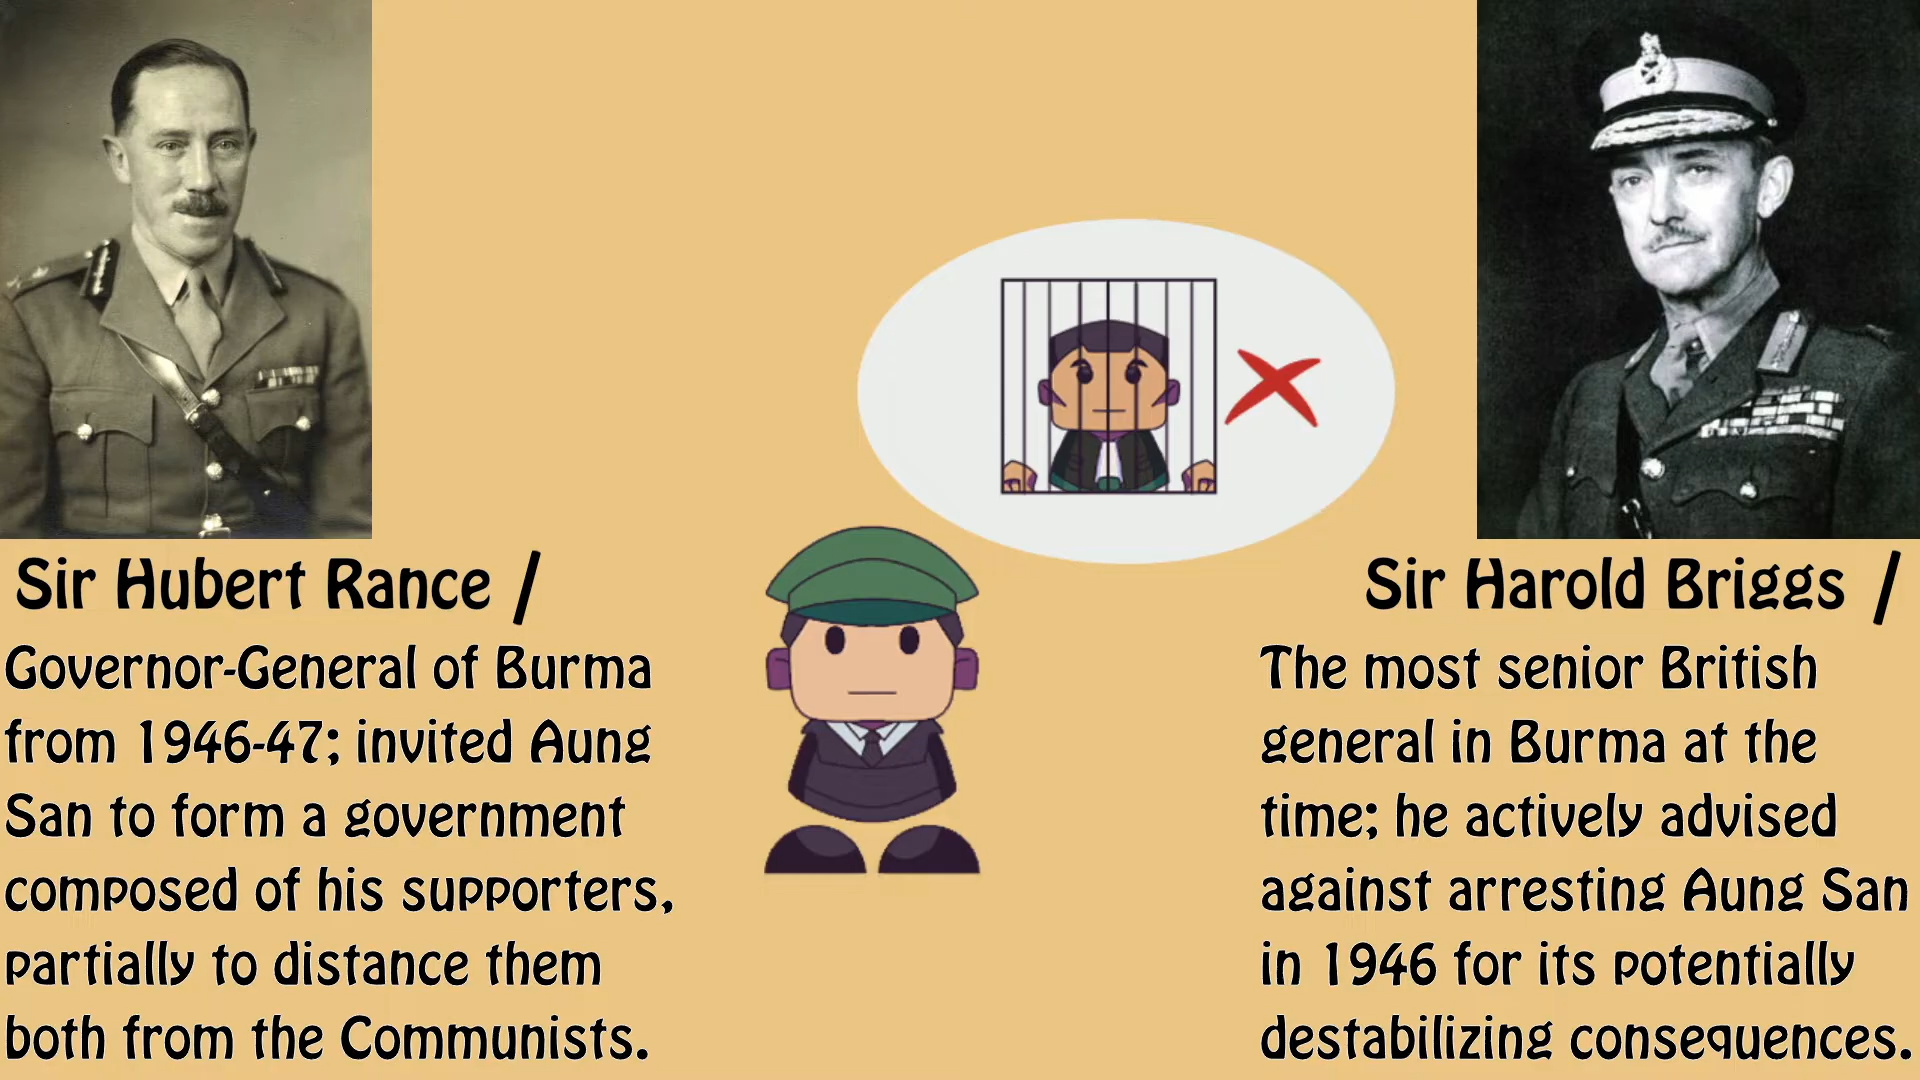 Sir Hubert Rance /
Governor-General of Burma
from 1946-47; invited Aung
San to form a government
composed of his supporters,
partially to distance them
both from the Communists.
Sir Harold Briggs /
The most senior British
general in Burma at the
time; he actively advised
against arresting Aung San
in 1946 for its potentially
destabilizing consequences.